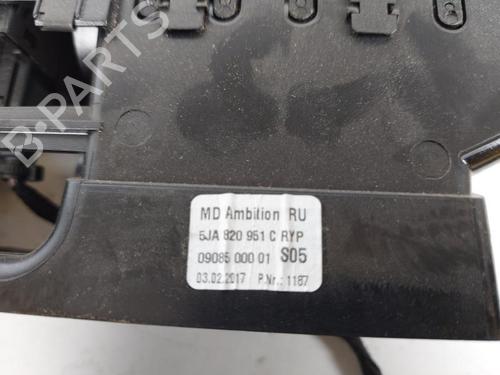 B-PARTS
MD Ambition RU
5JA 820 951 C RYP
09085 000 01 S05
03.02.2017 P.Nr.: 1187